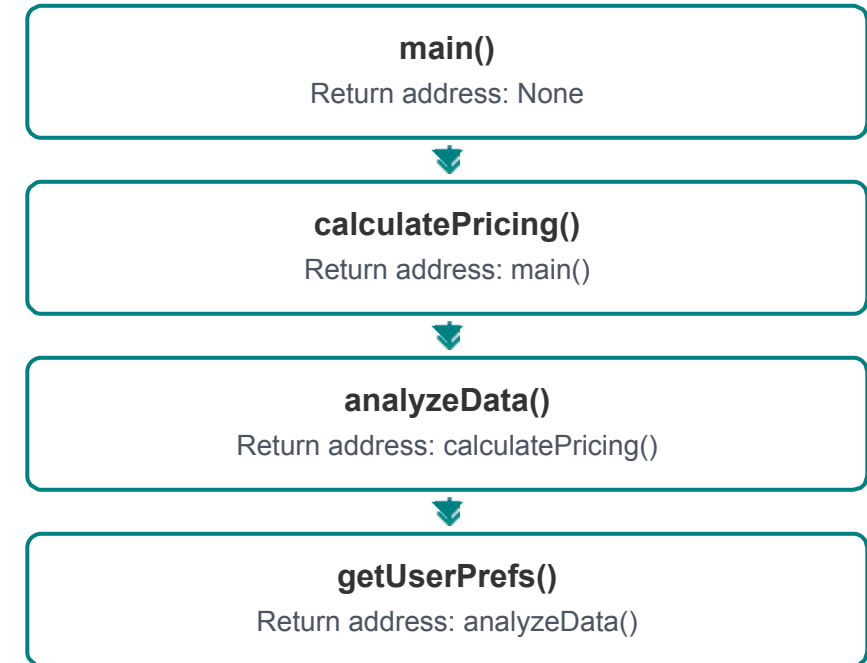 main()
Return address: None
calculatePricing()
Return address: main()
analyzeData()
Return address: calculatePricing()
getUserPrefs()
Return address: analyzeData()